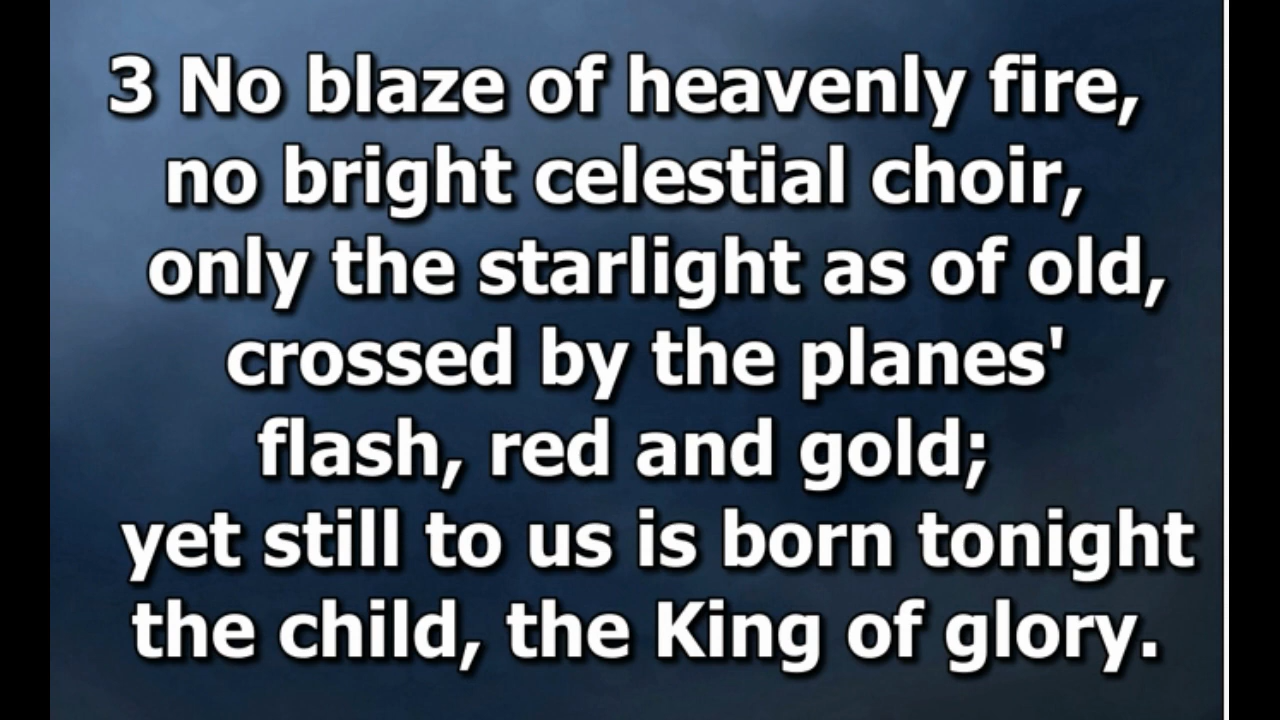 3 No blaze of heavenly fire,
no bright celestial choir,
only the starlight as of old,
crossed by the planes'
flash, red and gold;
yet still to us is born tonight
the child, the King of glory.